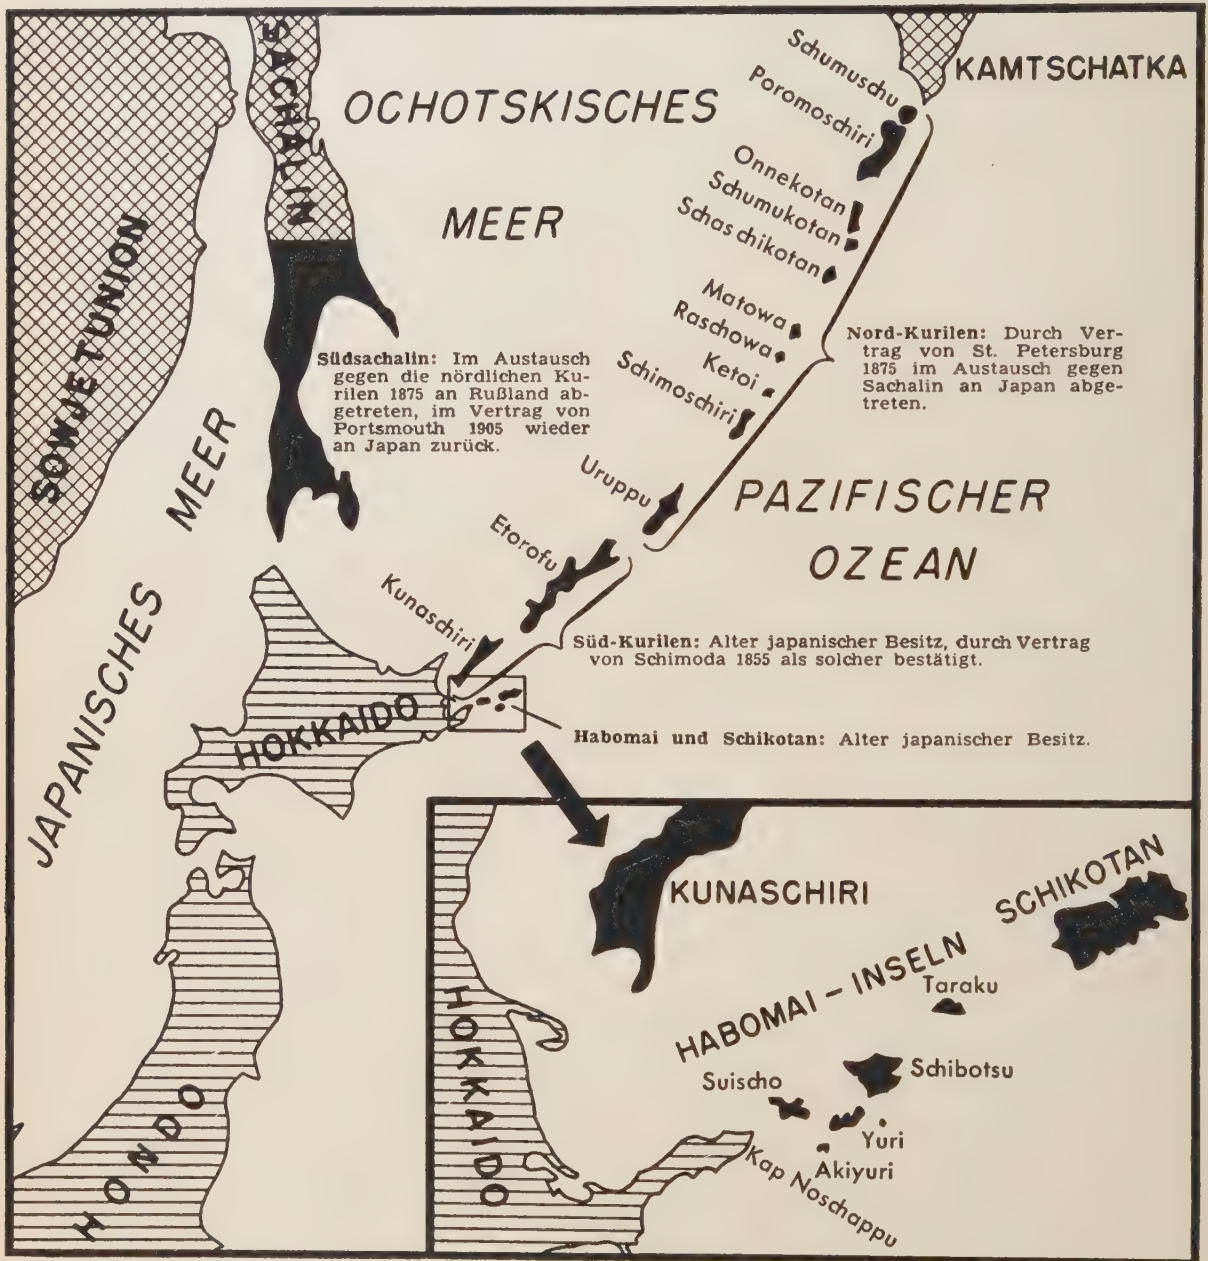 SACHALIN
OCHOTSKISCHES
MEER
KAMTSCHATKA
Schumuschu
Poromoschiri
Onnekotan
Schumukotan
Schaschikotan
Matowa
Raschowa
Ketoi
Schimoschiri
SOWJETUNION
Südsachalin: Im Austausch
gegen die nördlichen Ku-
rilen 1875 an Rußland ab-
getreten, im Vertrag von
Portsmouth 1905 wieder
an Japan zurück.
Nord-Kurilen: Durch Ver-
trag von St. Petersburg
1875 im Austausch gegen
Sachalin an Japan abge-
treten.
JAPANISCHES MEER
Uruppu
Etorofu
Kunaschiri
PAZIFISCHER
OZEAN
Süd-Kurilen: Alter japanischer Besitz, durch Vertrag
von Schimoda 1855 als solcher bestätigt.
HOKKAIDO
Habomai und Schikotan: Alter japanischer Besitz.
HONDO
KUNASCHIRI
SCHIKOTAN
HABOMAI-INSELN
Taraku
Schibotsu
Suischo
Yuri
Akiyuri
Kap Noschappu
HOKKAIDO